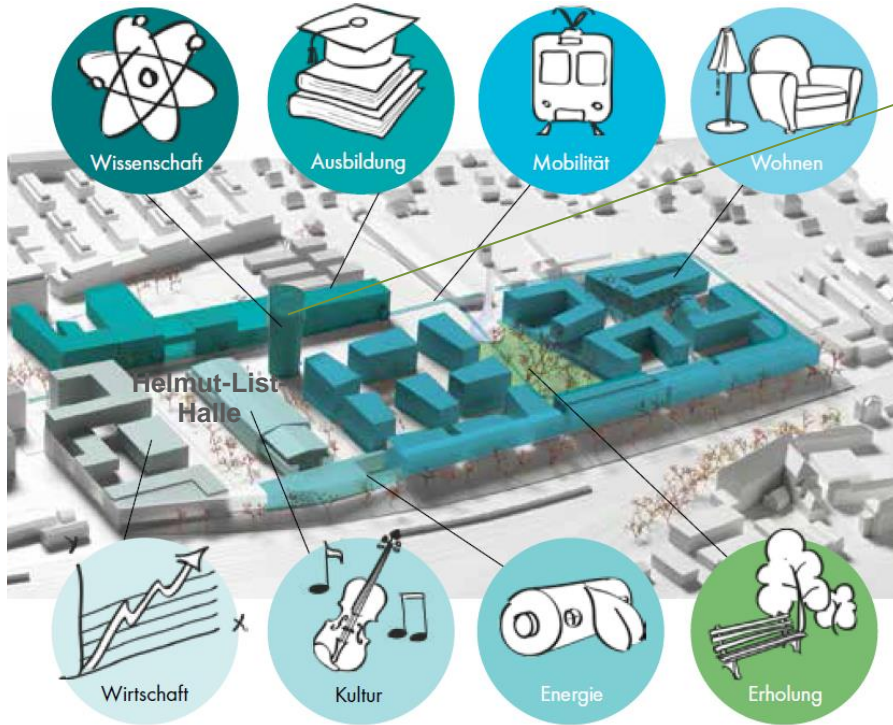 Wissenschaft
Ausbildung
Mobilität
Wohnen
Helmut-List-
Halle
y
x
Wirtschaft
Kultur
Energie
Erholung